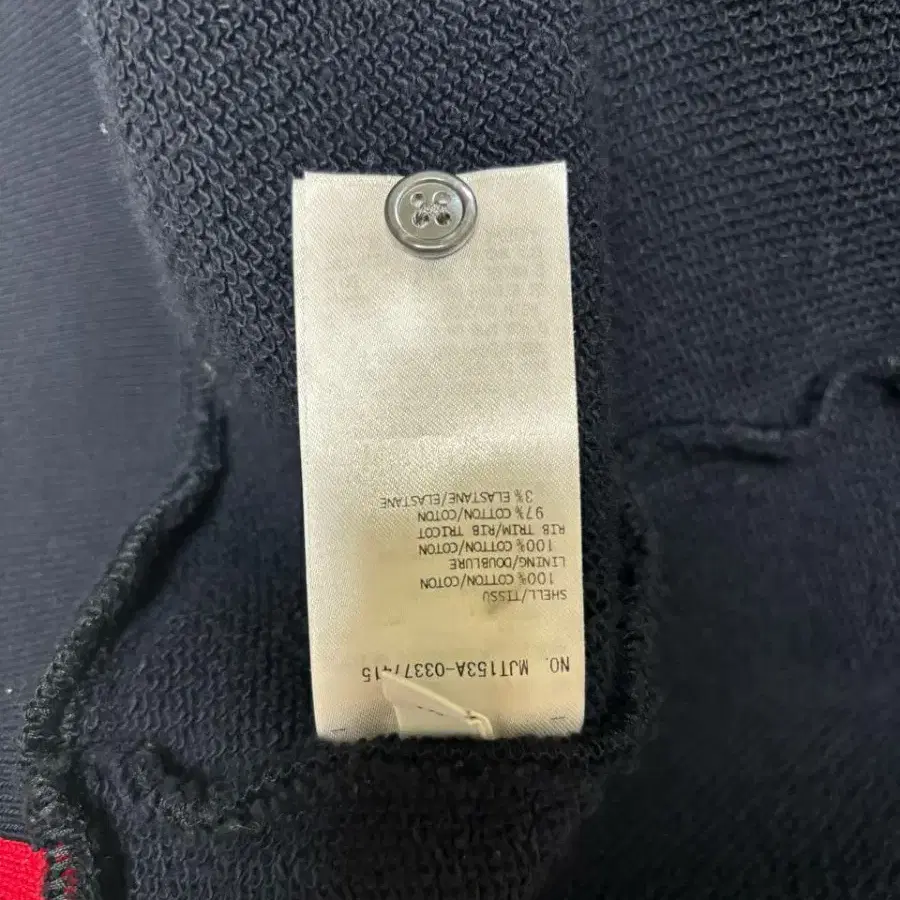 NO. MJT153A-03377415
SHELL/TISSU
100% COTTON/COTON
LINING/DOUBLURE
100% COTTON/COTON
RIB TRIM/RIB TRICOT
97% COTTON/COTON
3% ELASTANE/ELASTANE